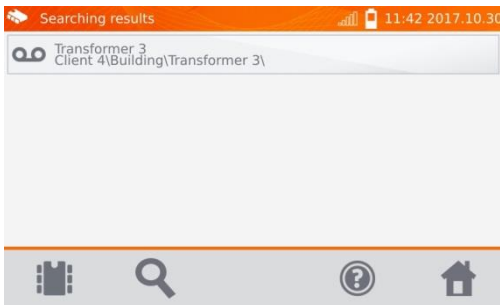 Searching results
11:42 2017.10.30
Transformer 3
Client 4\Building\Transformer 3\
?